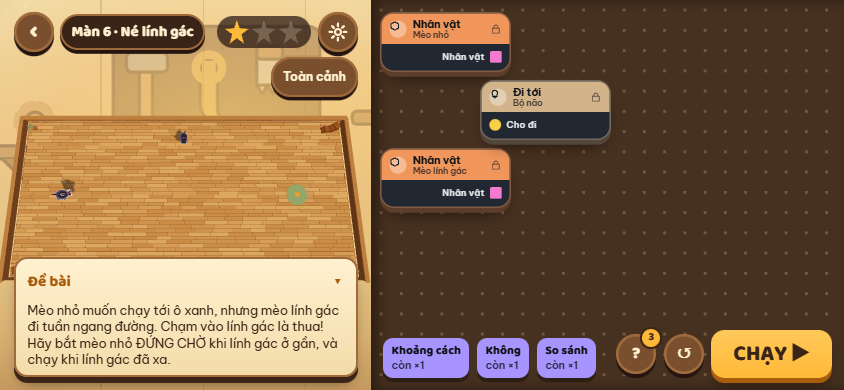 Màn 6 · Né lính gác
Toàn cảnh
Đề bài
Mèo nhỏ muốn chạy tới ô xanh, nhưng mèo lính gác
đi tuần ngang đường. Chạm vào lính gác là thua!
Hãy bắt mèo nhỏ ĐỨNG CHỜ khi lính gác ở gần, và
chạy khi lính gác đã xa.
Nhân vật
Mèo nhỏ
Nhân vật
Đi tới
Bộ não
Cho đi
Nhân vật
Mèo lính gác
Nhân vật
Khoảng cách
còn ×1
Không
còn ×1
So sánh
còn ×1
?
3
CHẠY